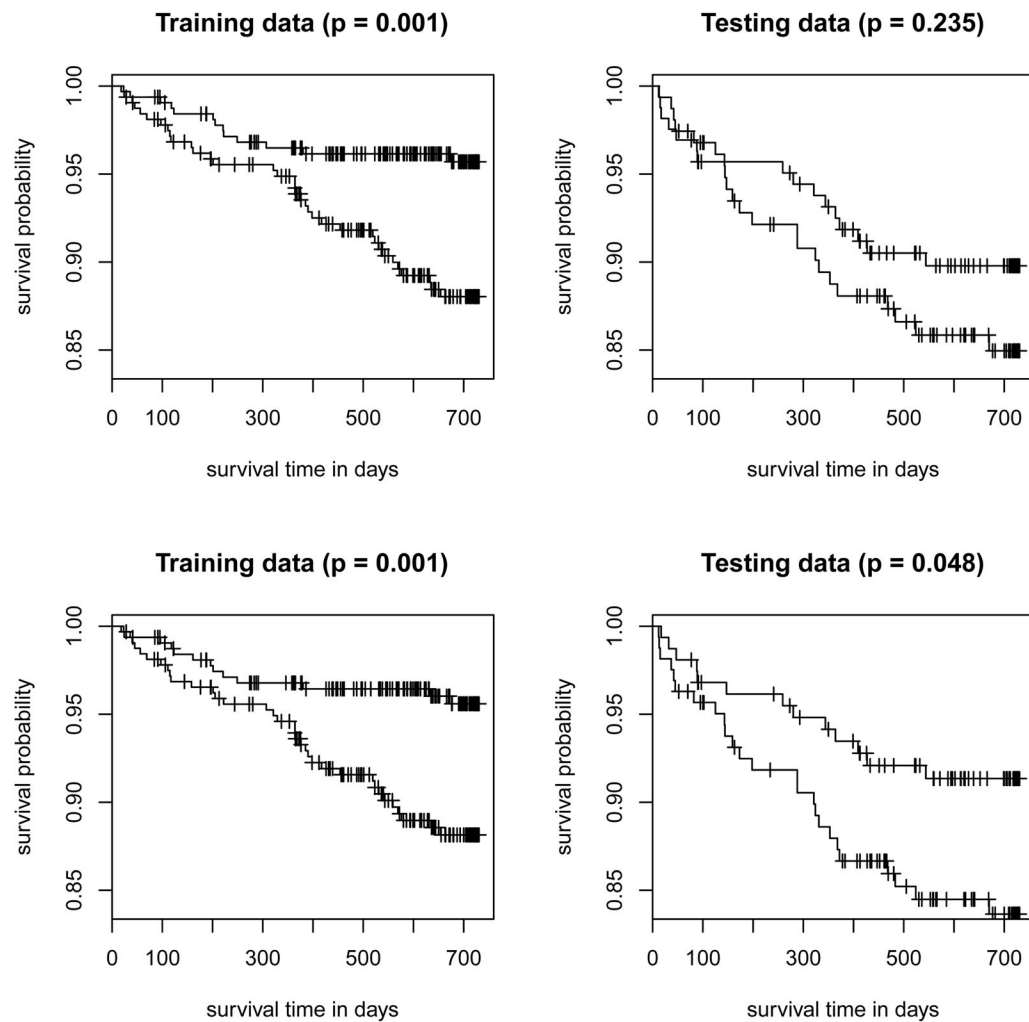 Training data (p = 0.001)
survival probability
1.00
0.95
0.90
0.85
0 100 300 500 700
survival time in days
Testing data (p = 0.235)
survival probability
1.00
0.95
0.90
0.85
0 100 300 500 700
survival time in days
Training data (p = 0.001)
survival probability
1.00
0.95
0.90
0.85
0 100 300 500 700
survival time in days
Testing data (p = 0.048)
survival probability
1.00
0.95
0.90
0.85
0 100 300 500 700
survival time in days